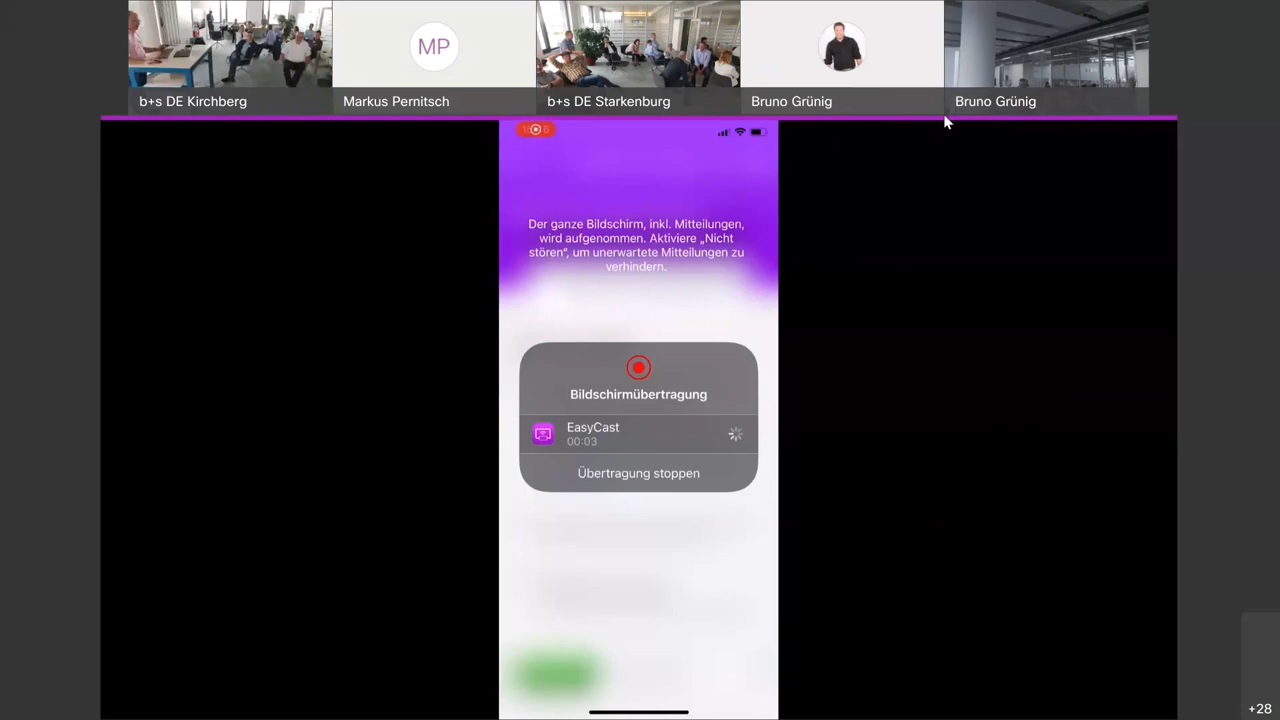 MP
b+s DE Kirchberg
Markus Pernitsch
b+s DE Starkenburg
Bruno Grünig
Bruno Grünig
Der ganze Bildschirm, inkl. Mitteilungen,
wird aufgenommen. Aktiviere „Nicht
stören“, um unerwartete Mitteilungen zu
verhindern.
Bildschirmübertragung
EasyCast
00:03
Übertragung stoppen
+28